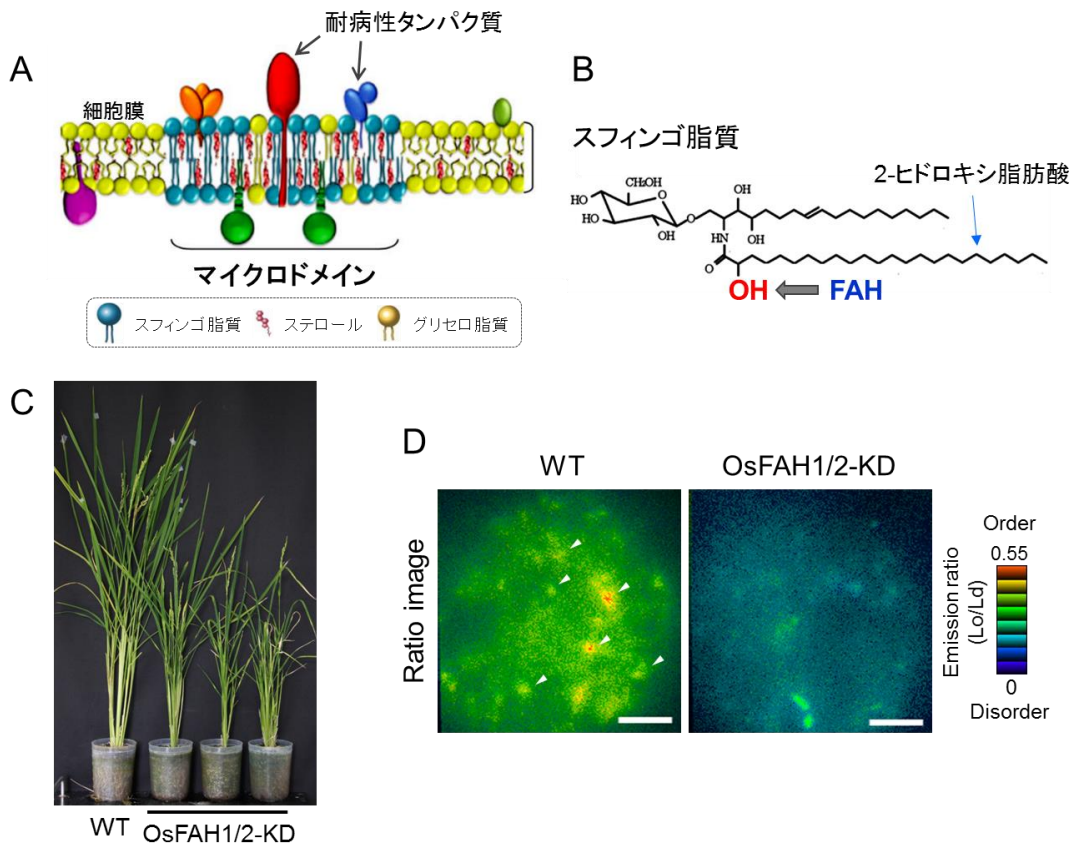 A
耐病性タンパク質
細胞膜
マイクロドメイン
スフィンゴ脂質
ステロール
グリセロ脂質
B
スフィンゴ脂質
2-ヒドロキシ脂肪酸
CH₂OH
HO
HO
OH
O
O
OH
OH
HN
O
OH
FAH
C
WT
OsFAH1/2-KD
D
WT
OsFAH1/2-KD
Ratio image
Emission ratio
(Lo/Ld)
Order
0.55
0
Disorder